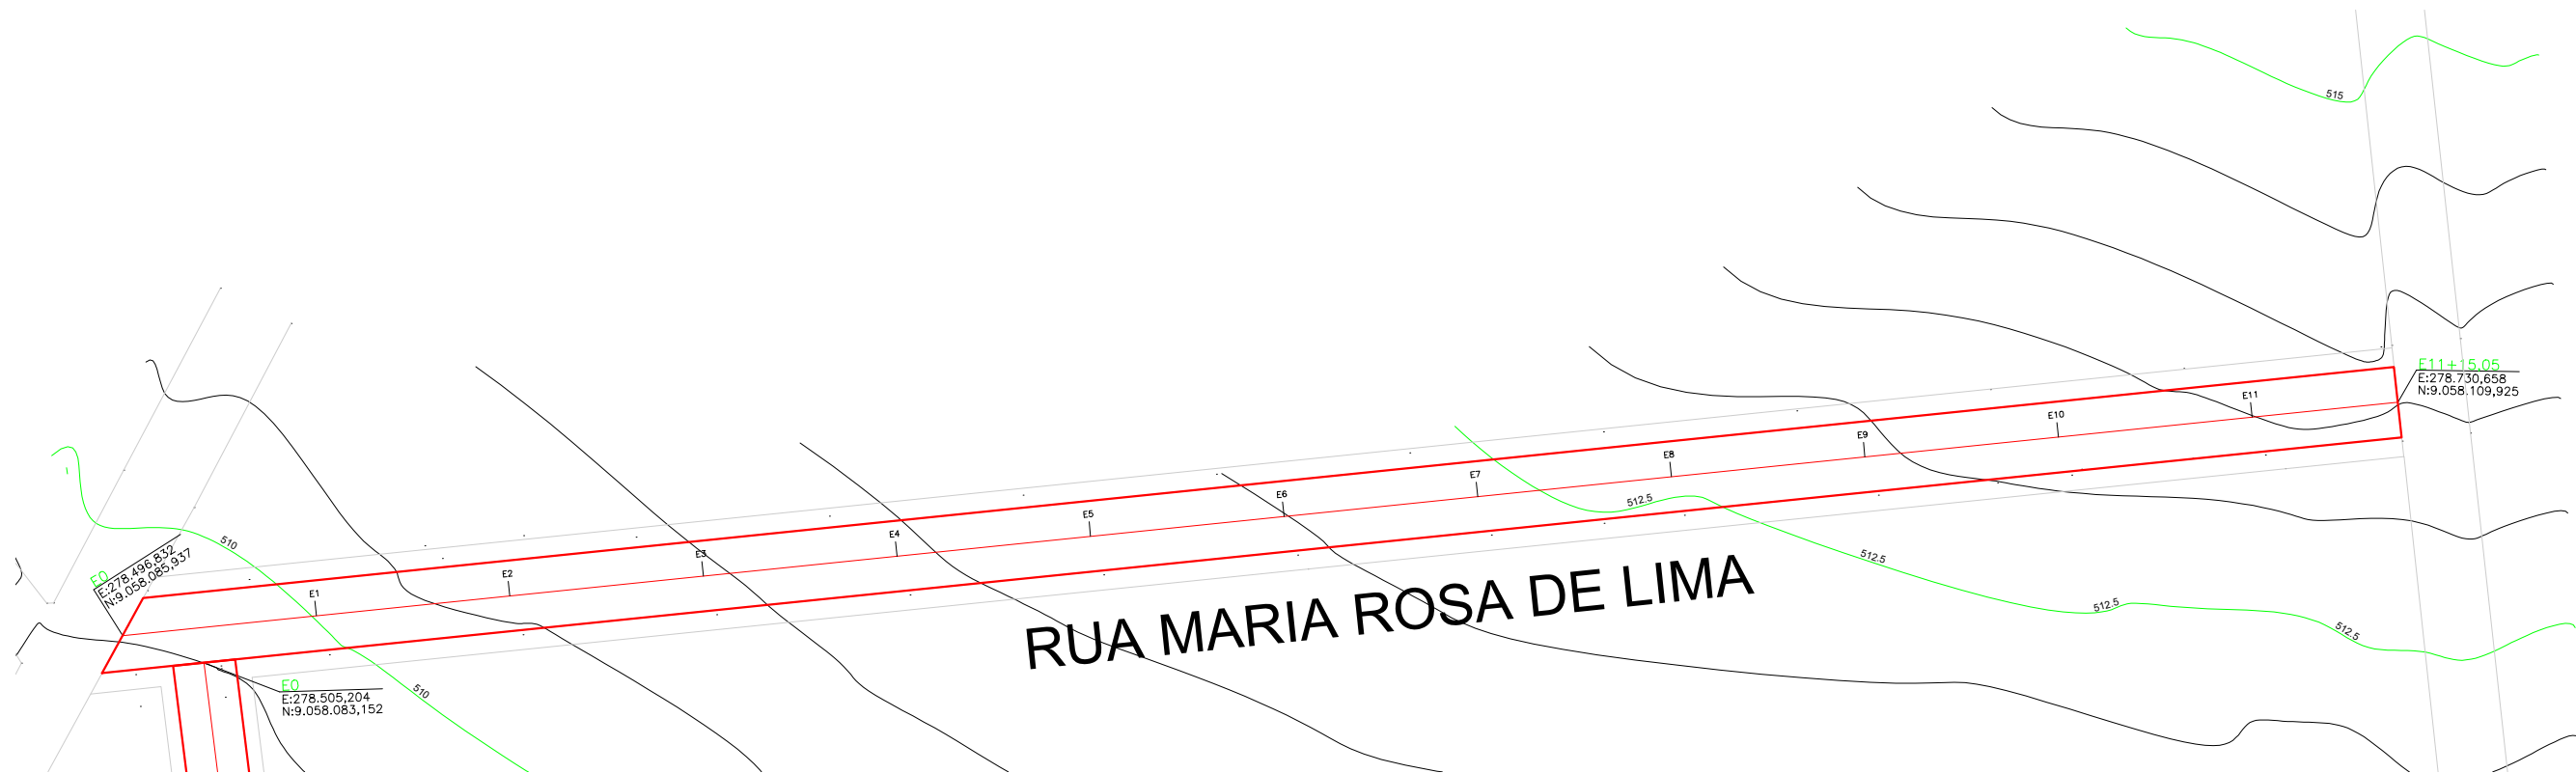 515
E11+15.05
E:278.730,658
N:9.058.109,925
E11
E10
E9
E8
E7
E6
E5
E4
E3
E2
E1
512.5
512.5
512.5
512.5
510
E0
E:278.496,832
N:9.058.085,937
RUA MARIA ROSA DE LIMA
E0
E:278.505,204
N:9.058.083,152
510